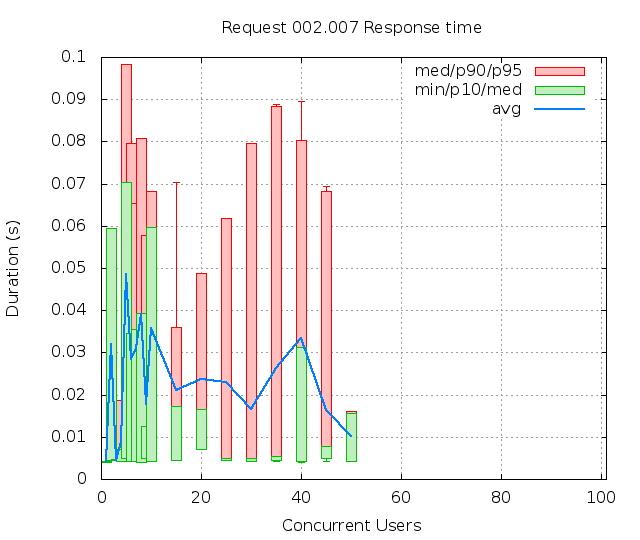 Request 002.007 Response time
med/p90/p95
min/p10/med
avg
Duration (s)
0.1
0.09
0.08
0.07
0.06
0.05
0.04
0.03
0.02
0.01
0
0 20 40 60 80 100
Concurrent Users